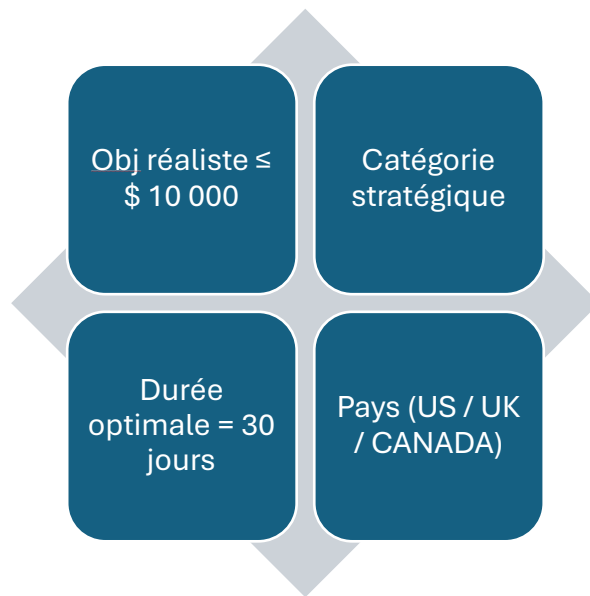 Obj réaliste ≤
$ 10 000
Catégorie
stratégique
Durée
optimale = 30
jours
Pays (US / UK
/ CANADA)